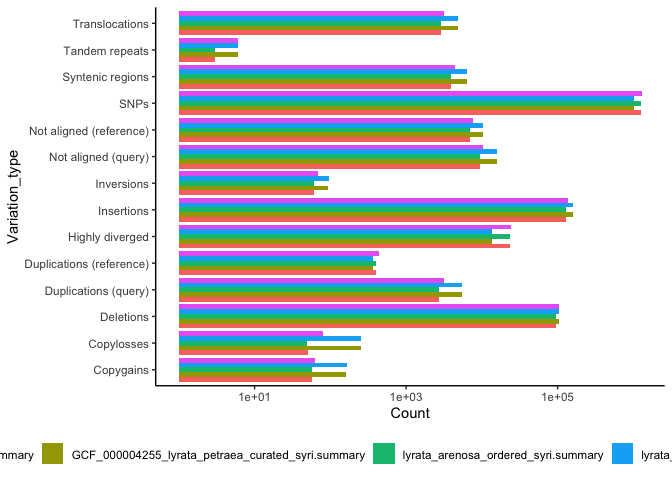 Translocations
Tandem repeats
Syntenic regions
SNPs
Not aligned (reference)
Not aligned (query)
Inversions
Insertions
Highly diverged
Duplications (reference)
Duplications (query)
Deletions
Copylosses
Copygains
Variation_type
1e+01 1e+03 1e+05
Count
mmary GCF_000004255_lyrata_petraea_curated_syri.summary lyrata_arenosa_ordered_syri.summary lyrata_